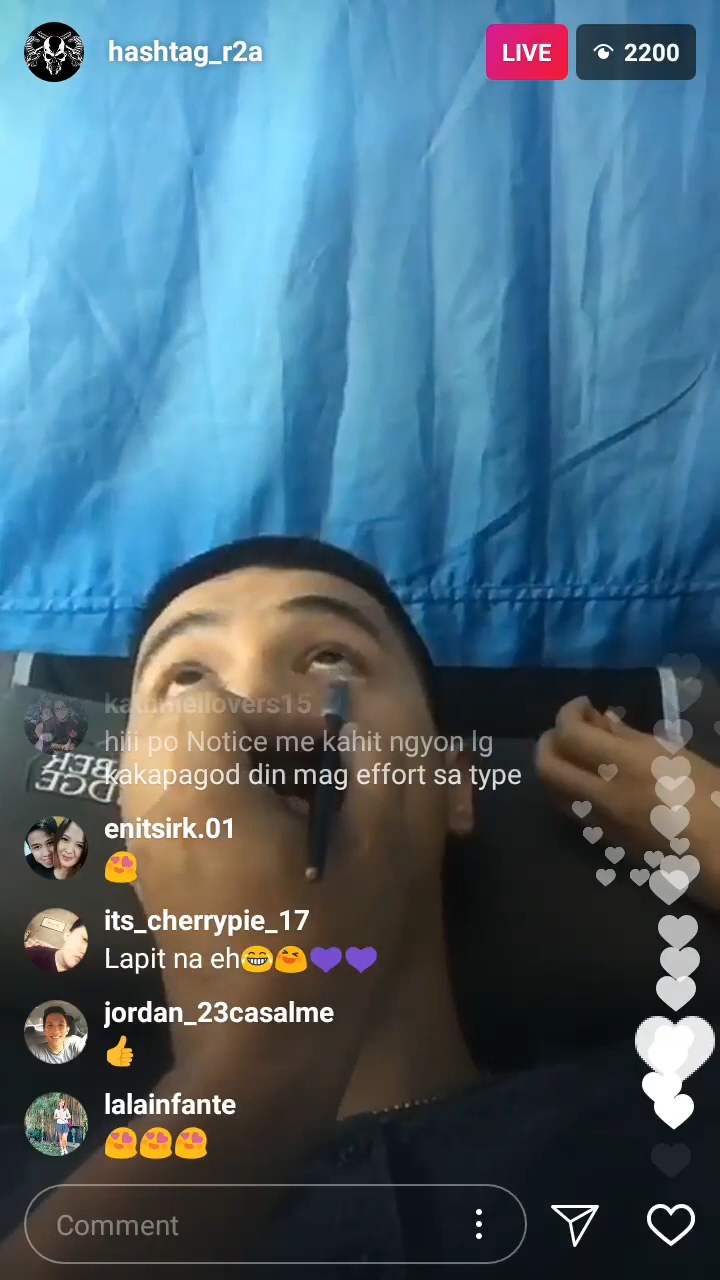 hashtag_r2a
LIVE
2200
hiii po Notice me kahit ngyon lg
kakapagod din mag effort sa type
enitsirk.01
😍
its_cherrypie_17
Lapit na eh😂😆💜💜
jordan_23casalme
👍
lalainfante
😍😍😍
Comment